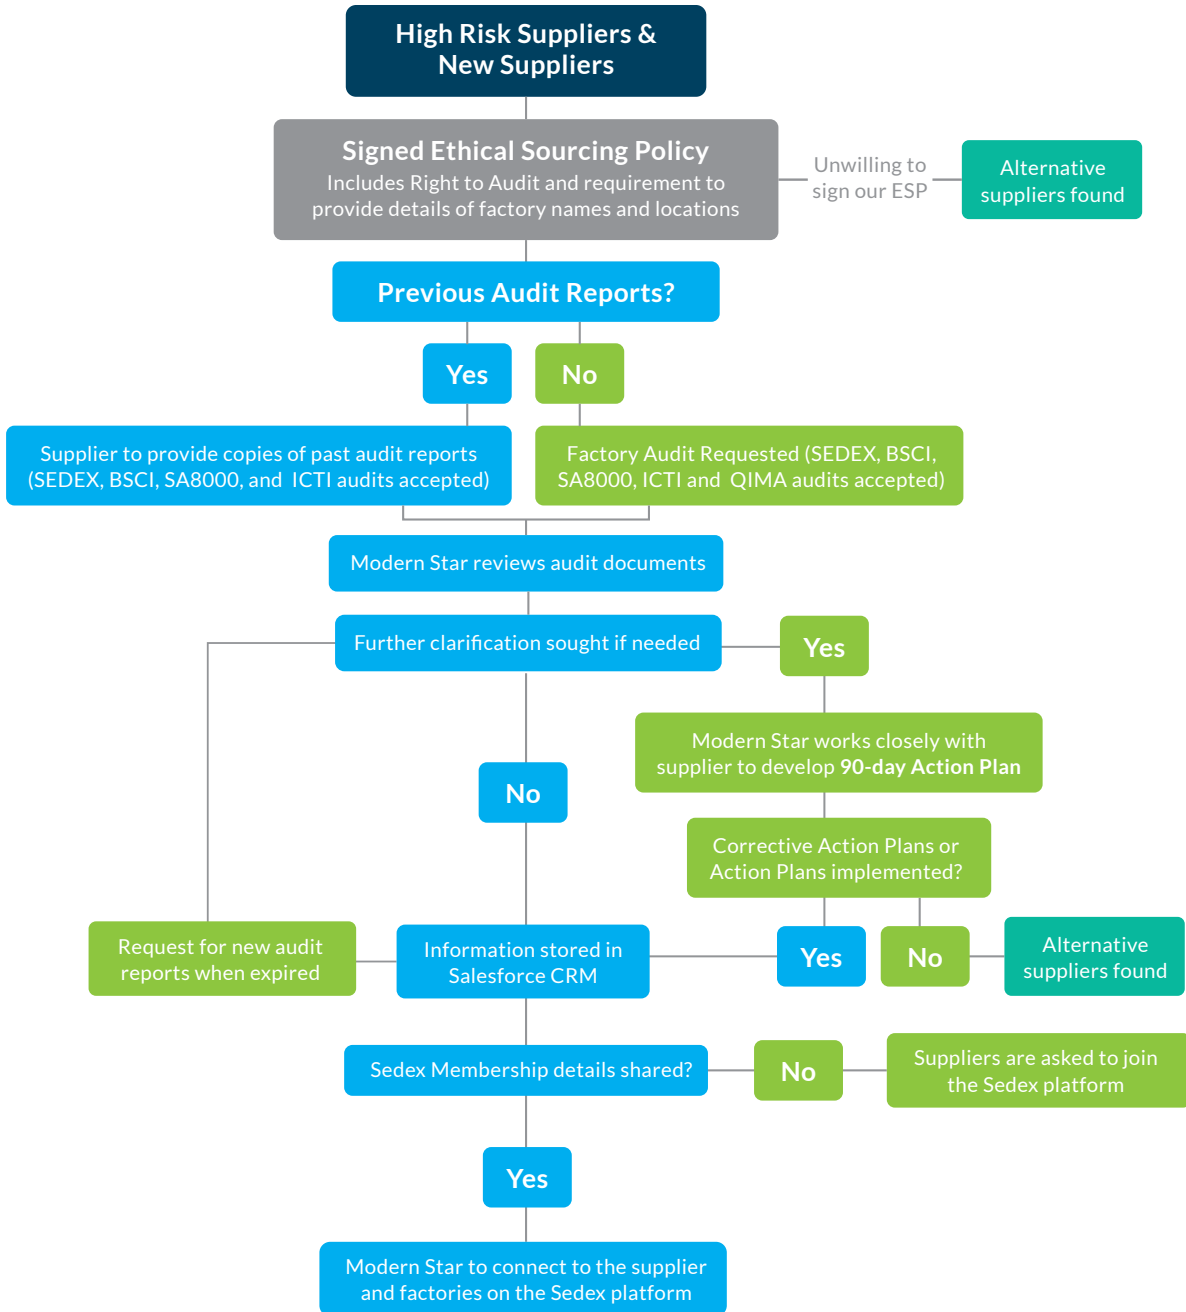 High Risk Suppliers &
New Suppliers
Signed Ethical Sourcing Policy
Includes Right to Audit and requirement to
provide details of factory names and locations
Unwilling to
sign our ESP
Alternative
suppliers found
Previous Audit Reports?
Yes
No
Supplier to provide copies of past audit reports
(SEDEX, BSCI, SA8000, and ICTI audits accepted)
Factory Audit Requested (SEDEX, BSCI,
SA8000, ICTI and QIMA audits accepted)
Modern Star reviews audit documents
Further clarification sought if needed
Yes
Modern Star works closely with
supplier to develop 90-day Action Plan
No
Corrective Action Plans or
Action Plans implemented?
Request for new audit
reports when expired
Information stored in
Salesforce CRM
Yes
No
Alternative
suppliers found
Sedex Membership details shared?
No
Suppliers are asked to join
the Sedex platform
Yes
Modern Star to connect to the supplier
and factories on the Sedex platform